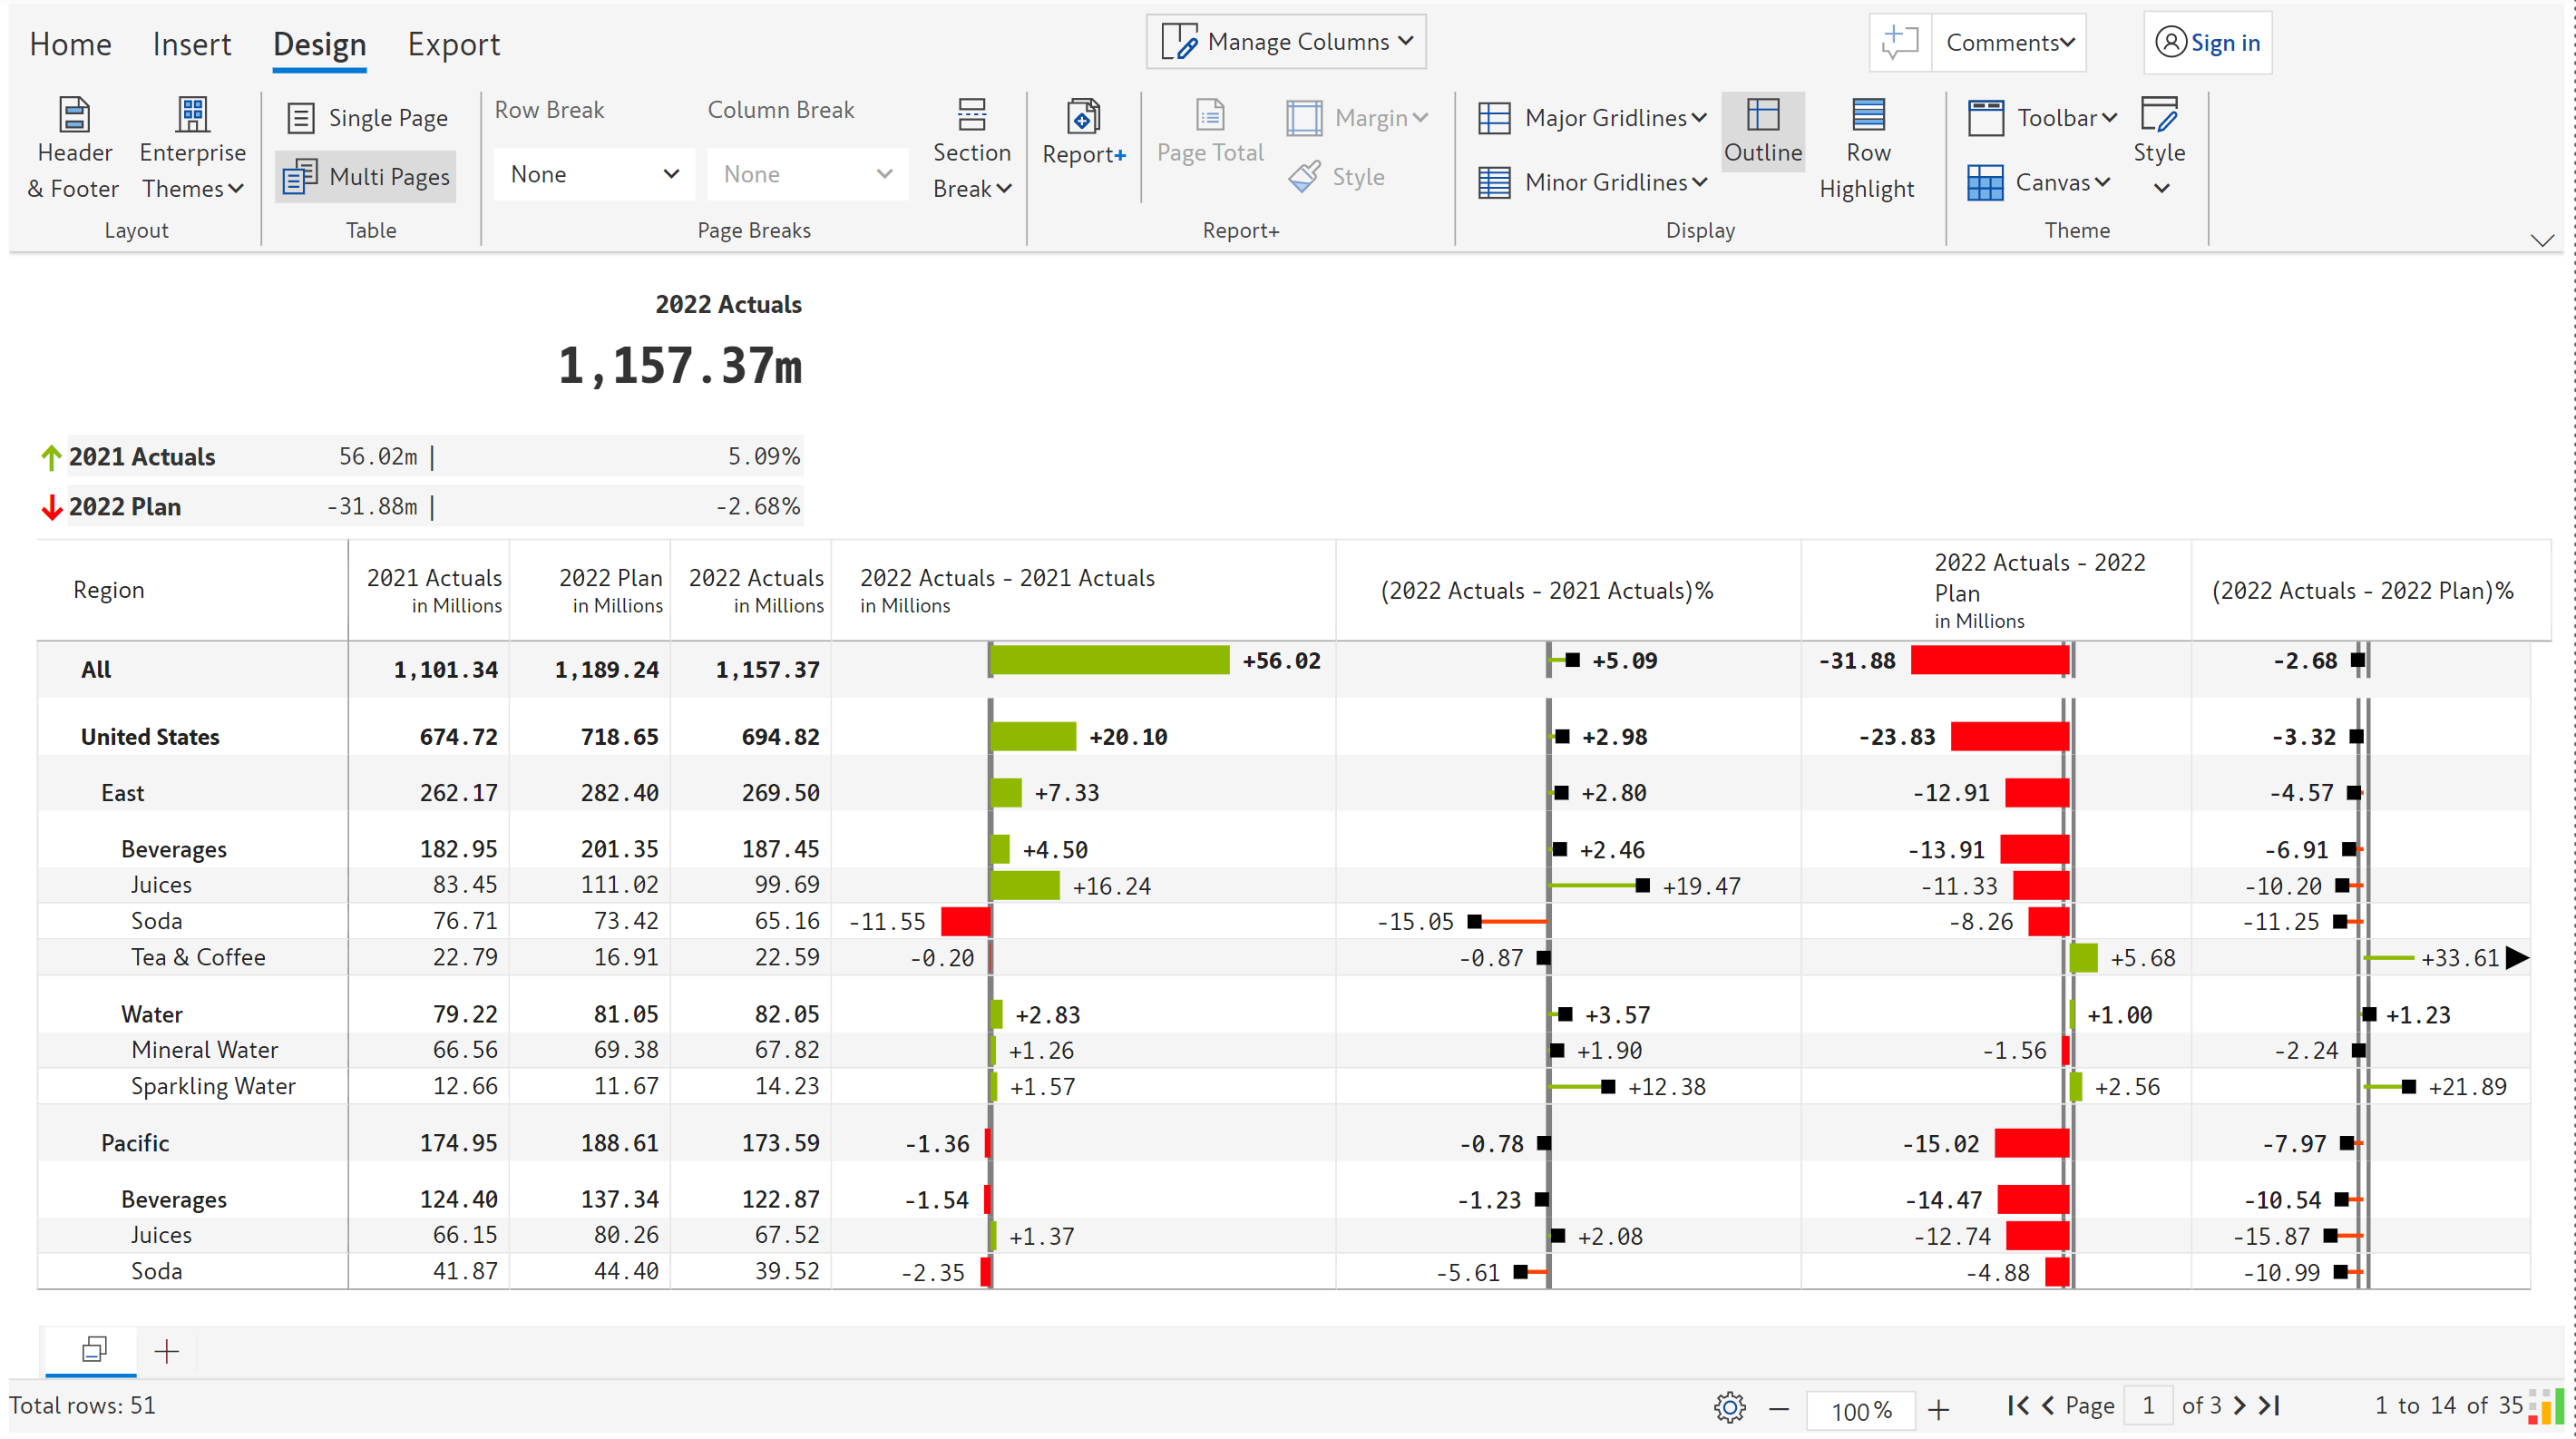 Home Insert Design Export Manage Columns Comments Sign in
Header & Footer
Enterprise Themes
Layout
Single Page
Multi Pages
Table
Row Break
None
Column Break
None
Section Break
Page Breaks
Report+
Page Total
Margin
Style
Report+
Major Gridlines
Minor Gridlines
Outline
Row Highlight
Display
Toolbar
Canvas
Style
Theme
2022 Actuals
1,157.37m
2021 Actuals 56.02m | 5.09%
2022 Plan -31.88m | -2.68%
Region
2021 Actuals
in Millions
2022 Plan
in Millions
2022 Actuals
in Millions
2022 Actuals - 2021 Actuals
in Millions
(2022 Actuals - 2021 Actuals)%
2022 Actuals - 2022
Plan
in Millions
(2022 Actuals - 2022 Plan)%
All 1,101.34 1,189.24 1,157.37 +56.02 +5.09 -31.88 -2.68
United States 674.72 718.65 694.82 +20.10 +2.98 -23.83 -3.32
East 262.17 282.40 269.50 +7.33 +2.80 -12.91 -4.57
Beverages 182.95 201.35 187.45 +4.50 +2.46 -13.91 -6.91
Juices 83.45 111.02 99.69 +16.24 +19.47 -11.33 -10.20
Soda 76.71 73.42 65.16 -11.55 -15.05 -8.26 -11.25
Tea & Coffee 22.79 16.91 22.59 -0.20 -0.87 +5.68 +33.61
Water 79.22 81.05 82.05 +2.83 +3.57 +1.00 +1.23
Mineral Water 66.56 69.38 67.82 +1.26 +1.90 -1.56 -2.24
Sparkling Water 12.66 11.67 14.23 +1.57 +12.38 +2.56 +21.89
Pacific 174.95 188.61 173.59 -1.36 -0.78 -15.02 -7.97
Beverages 124.40 137.34 122.87 -1.54 -1.23 -14.47 -10.54
Juices 66.15 80.26 67.52 +1.37 +2.08 -12.74 -15.87
Soda 41.87 44.40 39.52 -2.35 -5.61 -4.88 -10.99
Total rows: 51 100% Page 1 of 3 1 to 14 of 35